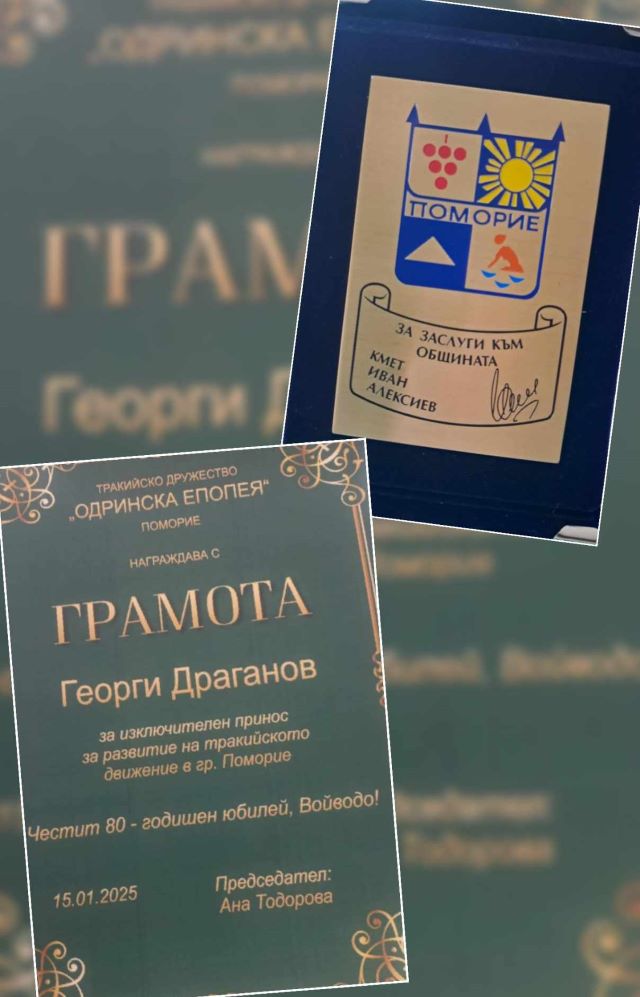 ПОМОРИЕ
ЗА ЗАСЛУГИ КЪМ
ОБЩИНАТА
КМЕТ
ИВАН
АЛЕКСИЕВ
ТРАКИЙСКО ДРУЖЕСТВО
„ОДРИНСКА ЕПОПЕЯ“
ПОМОРИЕ
НАГРАЖДАВА С
ГРАМОТА
Георги Драганов
за изключителен принос
за развитие на тракийското
движение в гр. Поморие
Честит 80 - годишен юбилей, Войводо!
15.01.2025
Председател:
Ана Тодорова